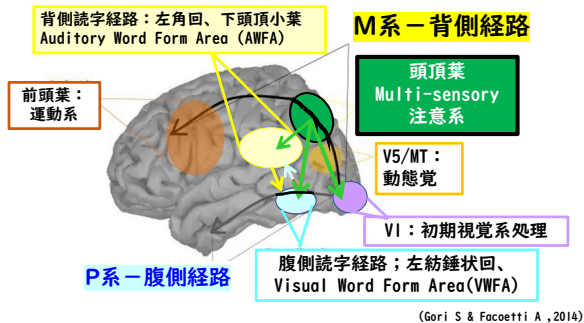 背側読字経路：左角回、下頭頂小葉
Auditory Word Form Area (AWFA)
M系－背側経路
頭頂葉
Multi-sensory
注意系
前頭葉：
運動系
V5/MT：
動態覚
VI：初期視覚系処理
P系－腹側経路
腹側読字経路；左紡錘状回、
Visual Word Form Area(VWFA)
(Gori S & Facoetti A ,2014)